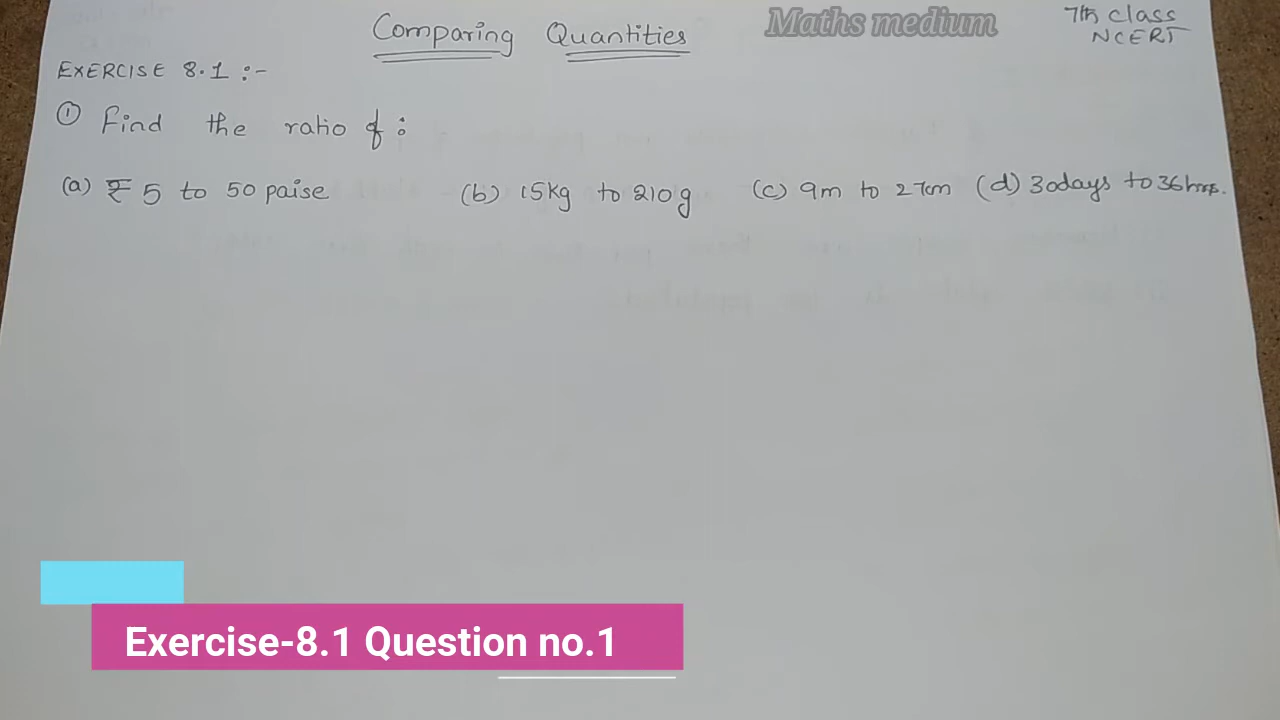 Comparing Quantities
Maths medium
7th class
NCERT
EXERCISE 8.1 :-
① Find the ratio of :
(a) ₹ 5 to 50 paise (b) 15kg to 210g (c) 9m to 27cm (d) 30days to 36hrs.
Exercise-8.1 Question no.1